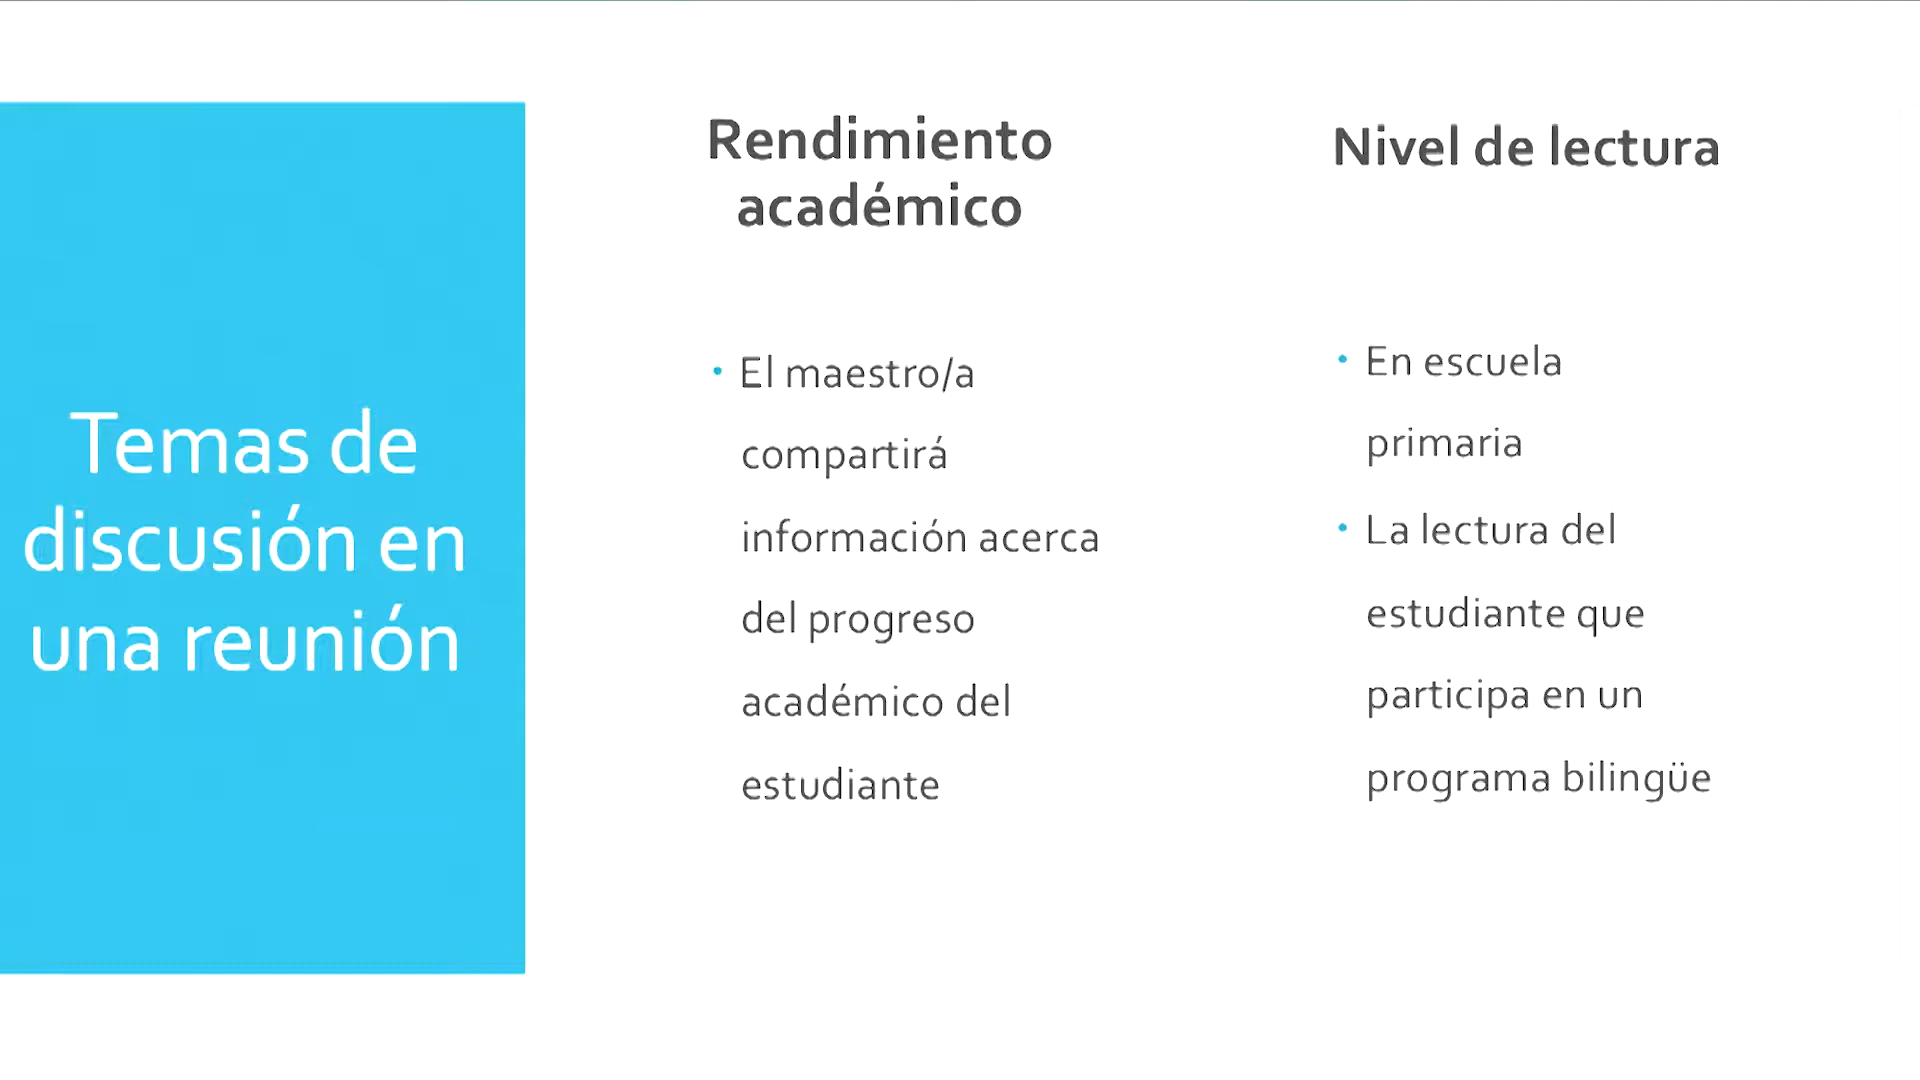 Temas de
discusión en
una reunión
Rendimiento
académico
• El maestro/a
compartirá
información acerca
del progreso
académico del
estudiante
Nivel de lectura
• En escuela
primaria
• La lectura del
estudiante que
participa en un
programa bilingüe